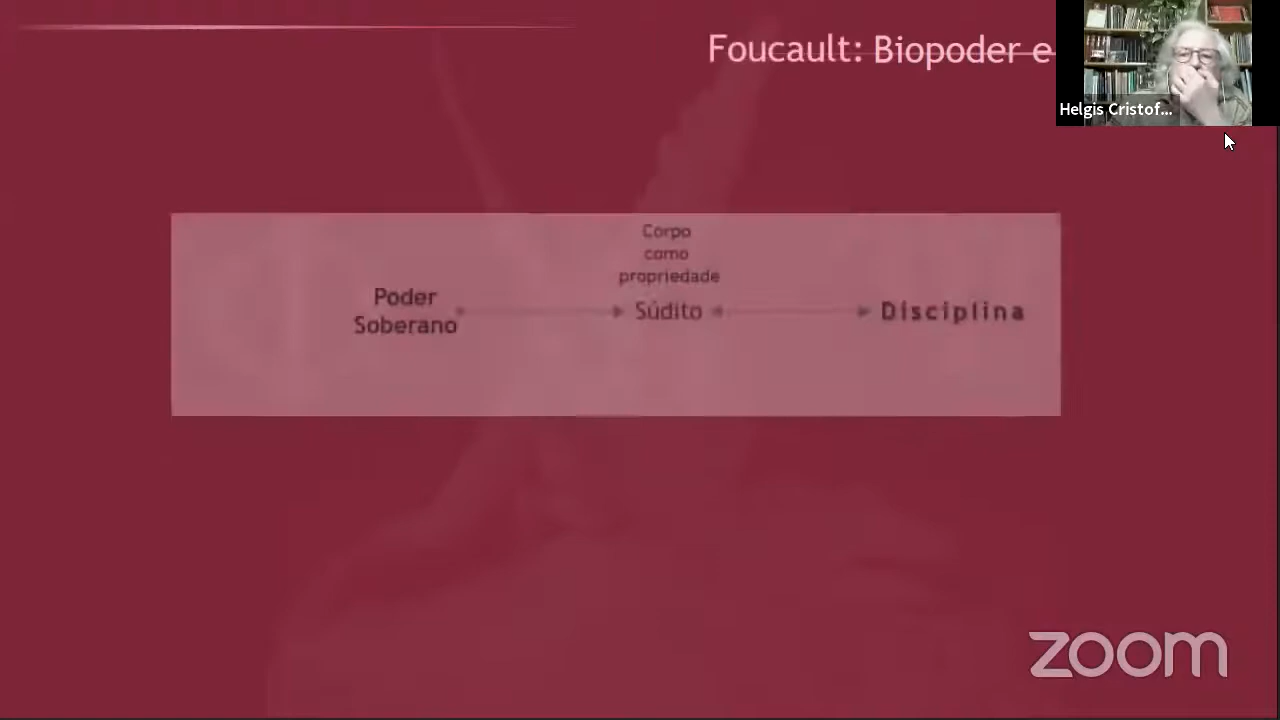 Foucault: Biopoder e
Helgis Cristof...
Corpo
como
propriedade
Poder
Soberano
Súdito
Disciplina
zoom